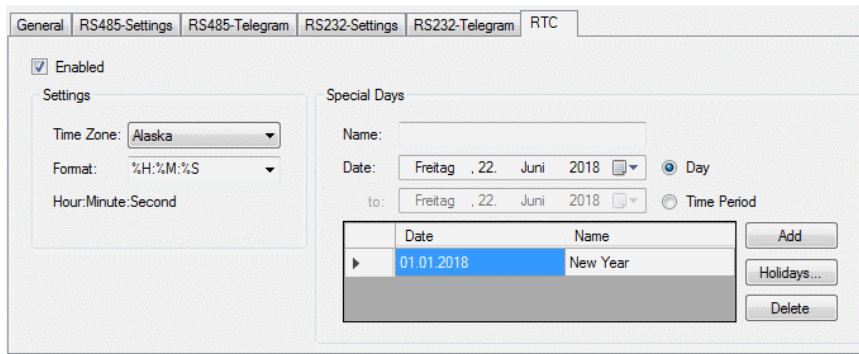 General RS485-Settings RS485-Telegram RS232-Settings RS232-Telegram RTC
Enabled
Settings
Time Zone: Alaska
Format: %H:%M:%S
Hour:Minute:Second
Special Days
Name:
Date: Freitag , 22. Juni 2018 Day
to: Freitag , 22. Juni 2018 Time Period
Date Name
01.01.2018 New Year
Add
Holidays...
Delete